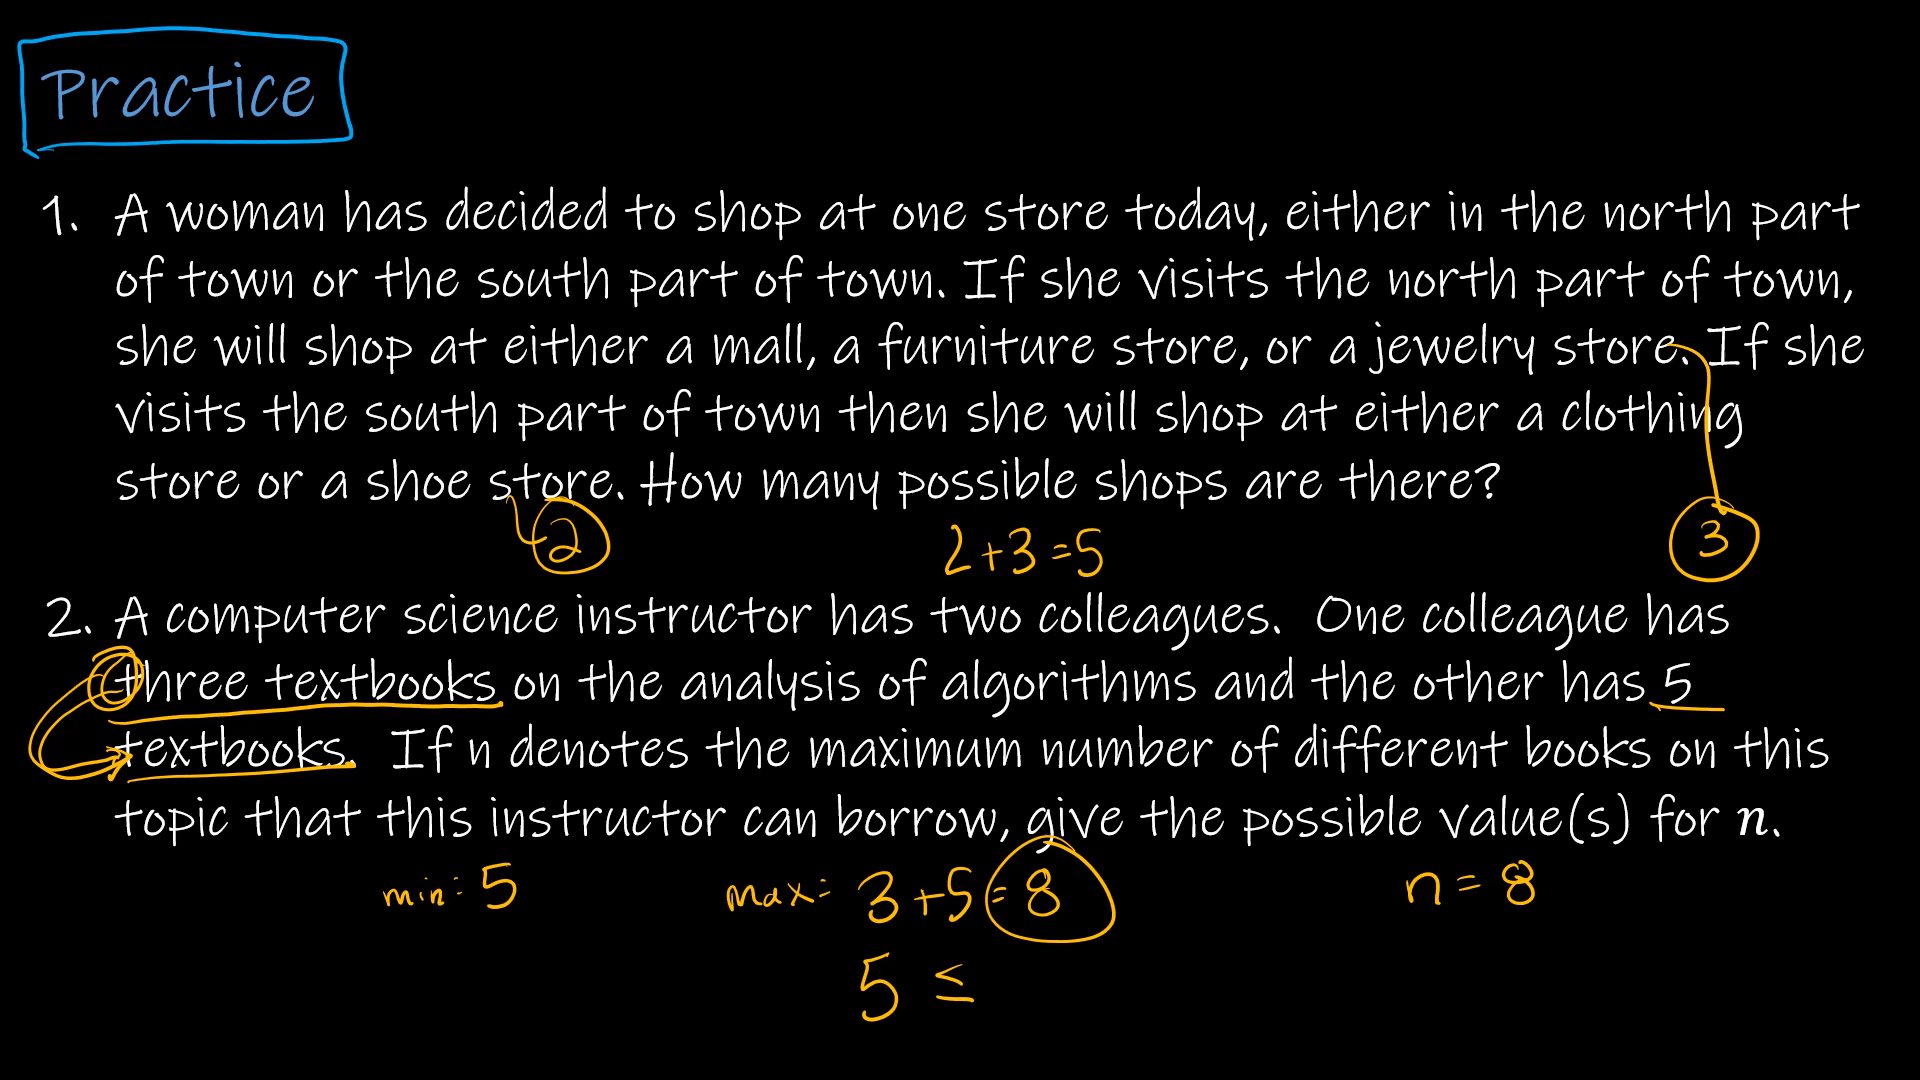 Practice
1. A woman has decided to shop at one store today, either in the north part
of town or the south part of town. If she visits the north part of town,
she will shop at either a mall, a furniture store, or a jewelry store. If she
visits the south part of town then she will shop at either a clothing
store or a shoe store. How many possible shops are there?
2 2+3=5 3
2. A computer science instructor has two colleagues. One colleague has
three textbooks on the analysis of algorithms and the other has 5
textbooks. If n denotes the maximum number of different books on this
topic that this instructor can borrow, give the possible value(s) for n.
min: 5 max= 3+5=8 n=8
5 ≤